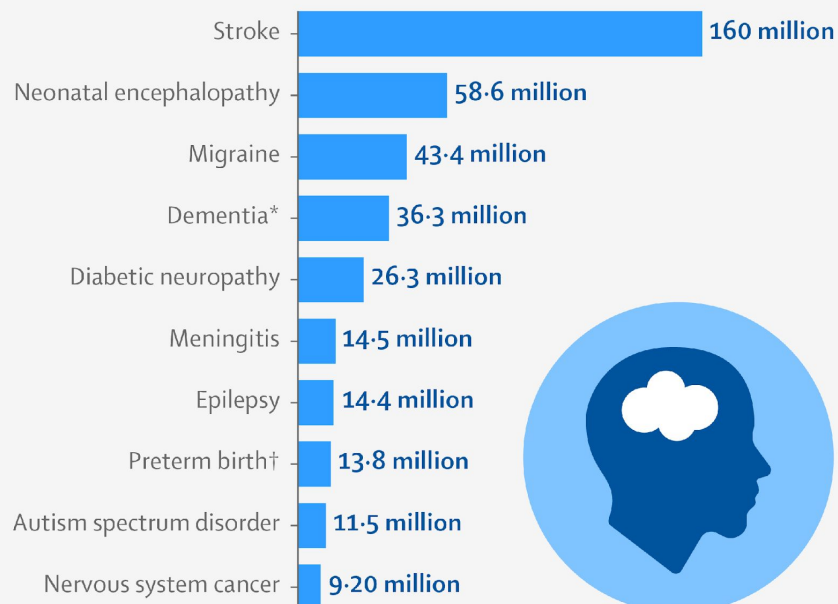 Stroke 160 million
Neonatal encephalopathy 58·6 million
Migraine 43·4 million
Dementia* 36·3 million
Diabetic neuropathy 26·3 million
Meningitis 14·5 million
Epilepsy 14·4 million
Preterm birth† 13·8 million
Autism spectrum disorder 11·5 million
Nervous system cancer 9·20 million